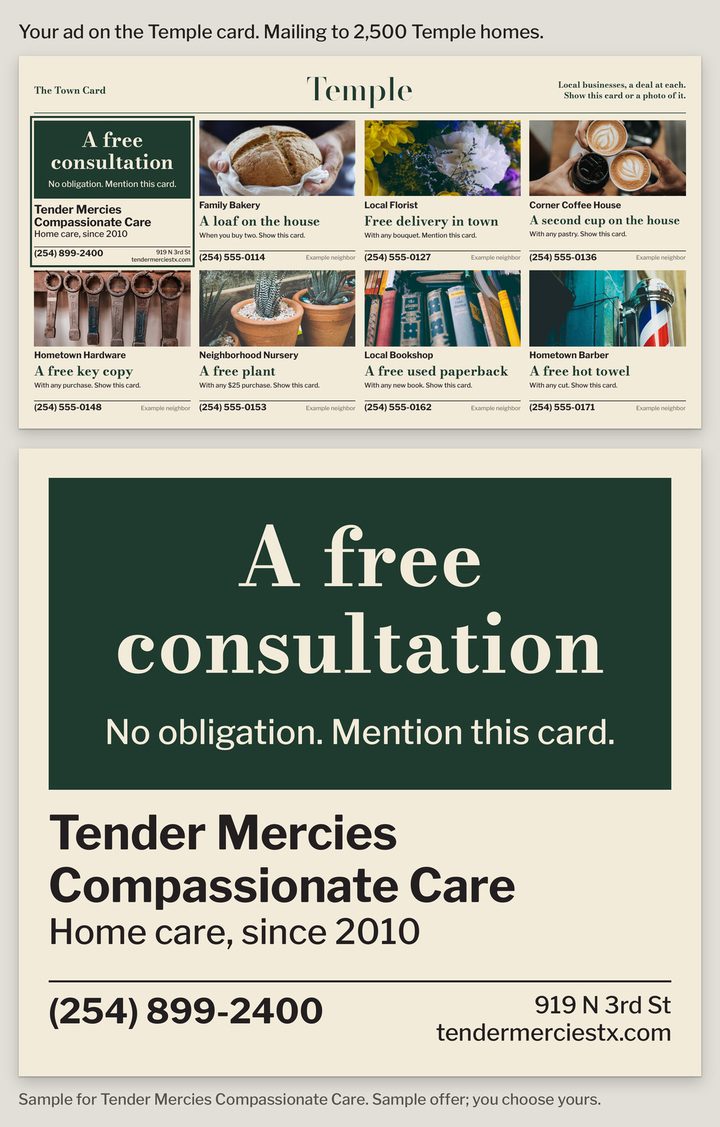 Your ad on the Temple card. Mailing to 2,500 Temple homes.
The Town Card
Temple
Local businesses, a deal at each.
Show this card or a photo of it.
A free
consultation
No obligation. Mention this card.
Tender Mercies
Compassionate Care
Home care, since 2010
(254) 899-2400
919 N 3rd St
tendermerciestx.com
Family Bakery
A loaf on the house
When you buy two. Show this card.
(254) 555-0114
Example neighbor
Local Florist
Free delivery in town
With any bouquet. Mention this card.
(254) 555-0127
Example neighbor
Corner Coffee House
A second cup on the house
With any pastry. Show this card.
(254) 555-0136
Example neighbor
Hometown Hardware
A free key copy
With any purchase. Show this card.
(254) 555-0148
Example neighbor
Neighborhood Nursery
A free plant
With any $25 purchase. Show this card.
(254) 555-0153
Example neighbor
Local Bookshop
A free used paperback
With any new book. Show this card.
(254) 555-0162
Example neighbor
Hometown Barber
A free hot towel
With any cut. Show this card.
(254) 555-0171
Example neighbor
A free
consultation
No obligation. Mention this card.
Tender Mercies
Compassionate Care
Home care, since 2010
(254) 899-2400
919 N 3rd St
tendermerciestx.com
Sample for Tender Mercies Compassionate Care. Sample offer; you choose yours.